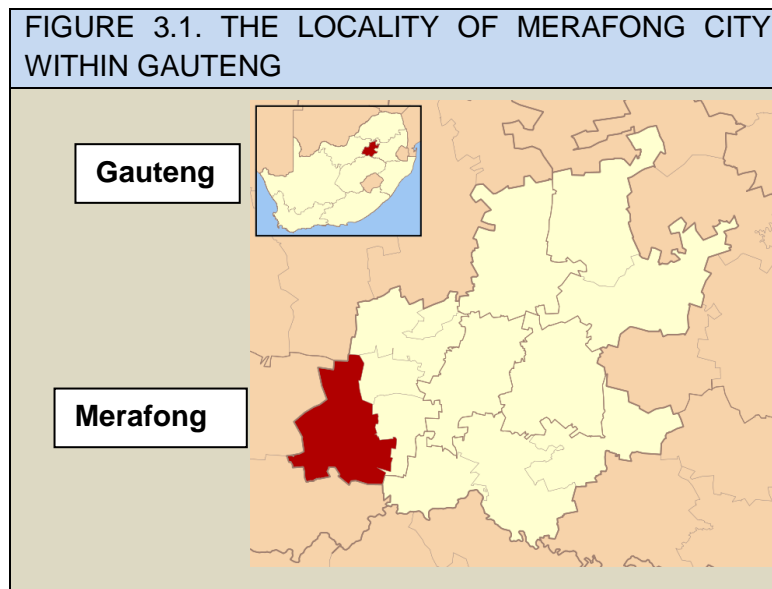 FIGURE 3.1. THE LOCALITY OF MERAFONG CITY
WITHIN GAUTENG
Gauteng
Merafong